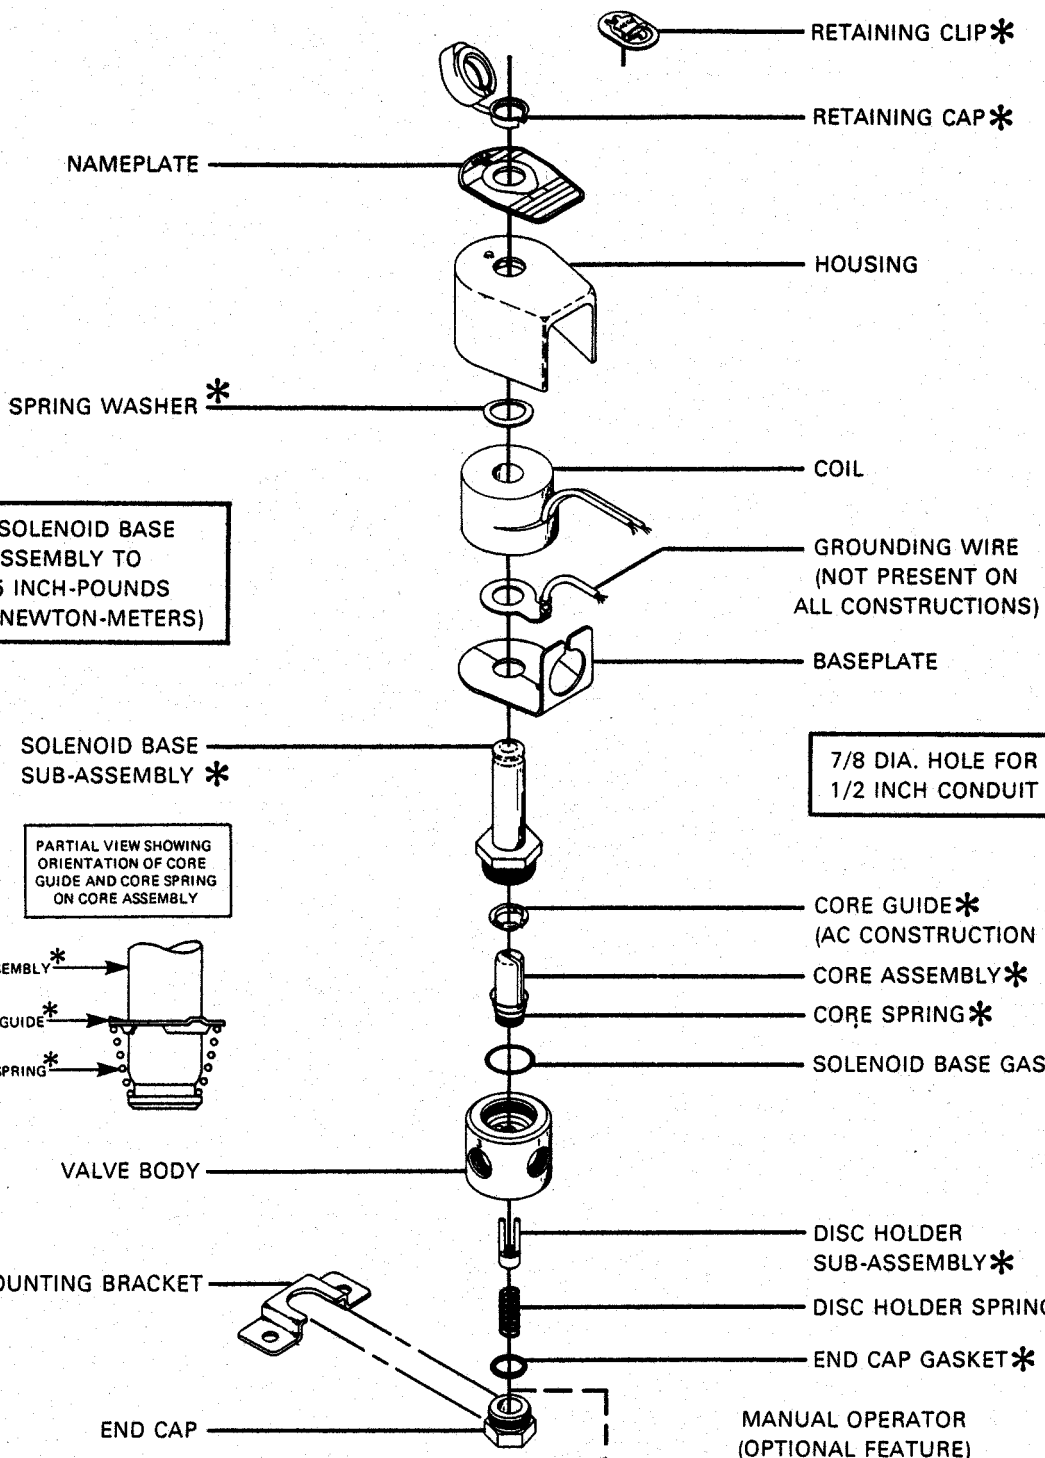 RETAINING CLIP*
RETAINING CAP*
NAMEPLATE
HOUSING
SPRING WASHER*
COIL
SOLENOID BASE
SSEMBLY TO
INCH-POUNDS
NEWTON-METERS)
GROUNDING WIRE
(NOT PRESENT ON
ALL CONSTRUCTIONS)
BASEPLATE
SOLENOID BASE
SUB-ASSEMBLY *
7/8 DIA. HOLE FOR
1/2 INCH CONDUIT
PARTIAL VIEW SHOWING
ORIENTATION OF CORE
GUIDE AND CORE SPRING
ON CORE ASSEMBLY
CORE GUIDE*
(AC CONSTRUCTION
EMBLY*
GUIDE*
SPRING*
CORE ASSEMBLY*
CORE SPRING*
SOLENOID BASE GAS
VALVE BODY
DISC HOLDER
SUB-ASSEMBLY*
OUNTING BRACKET
DISC HOLDER SPRING
END CAP GASKET*
END CAP
MANUAL OPERATOR
(OPTIONAL FEATURE)